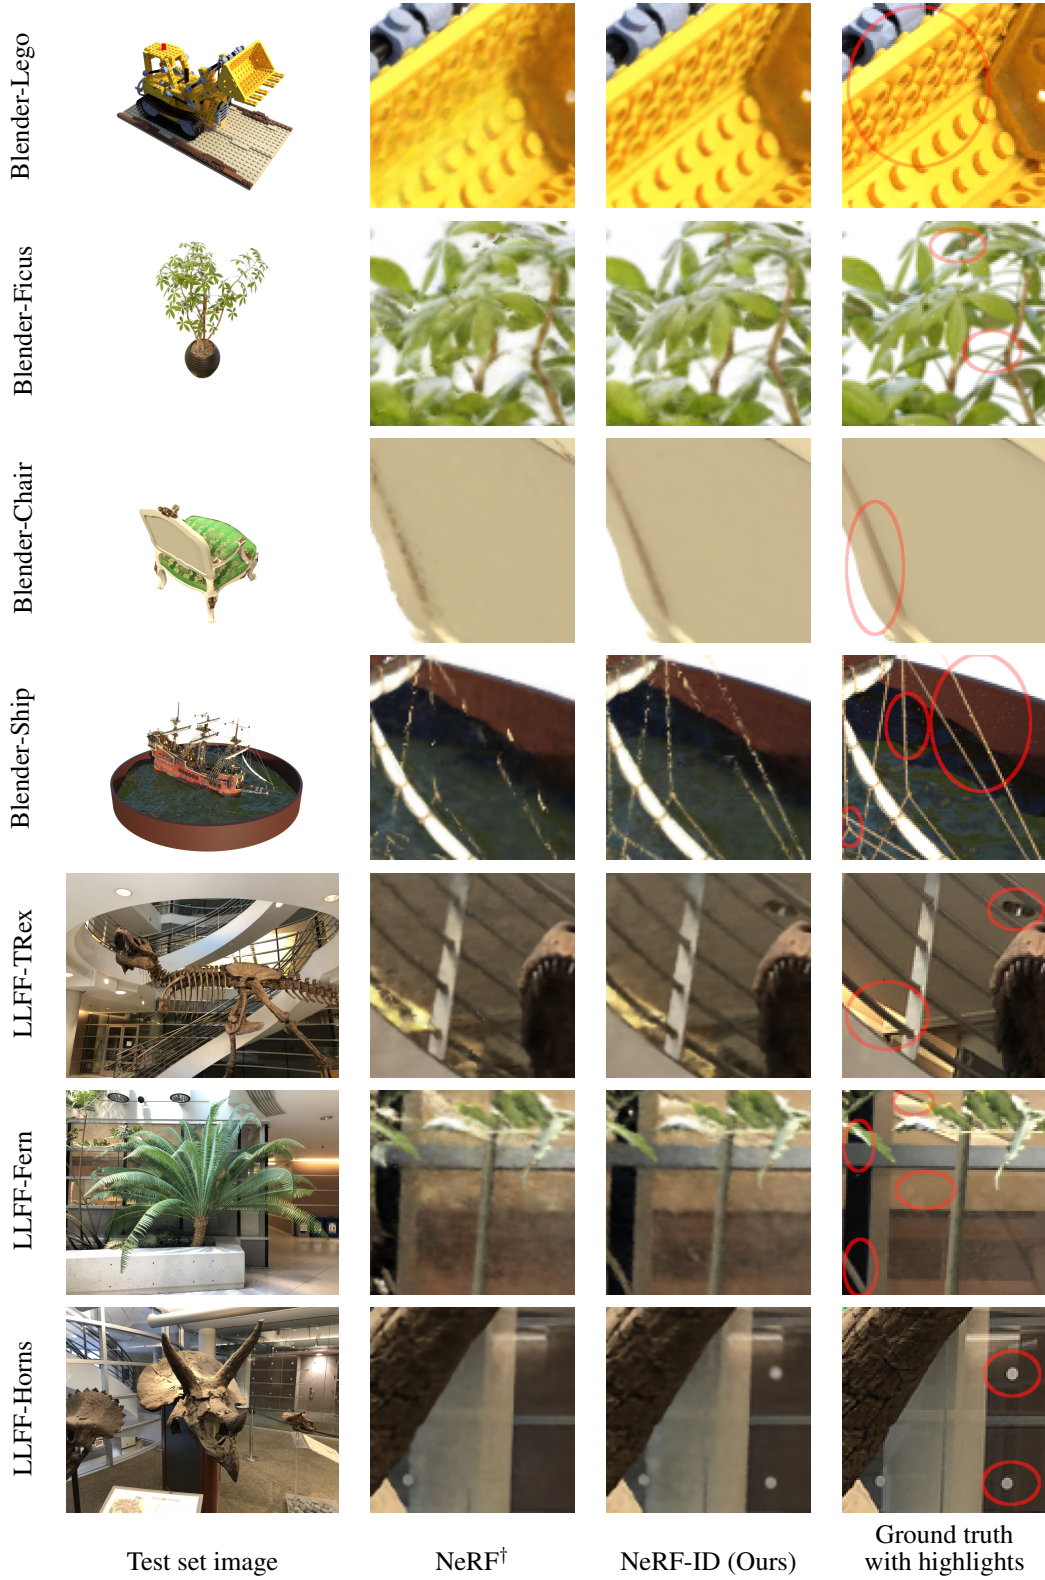 Blender-Lego
Blender-Ficus
Blender-Chair
Blender-Ship
LLFF-TRex
LLFF-Fern
LLFF-Horns
Test set image
NeRF†
NeRF-ID (Ours)
Ground truth
with highlights